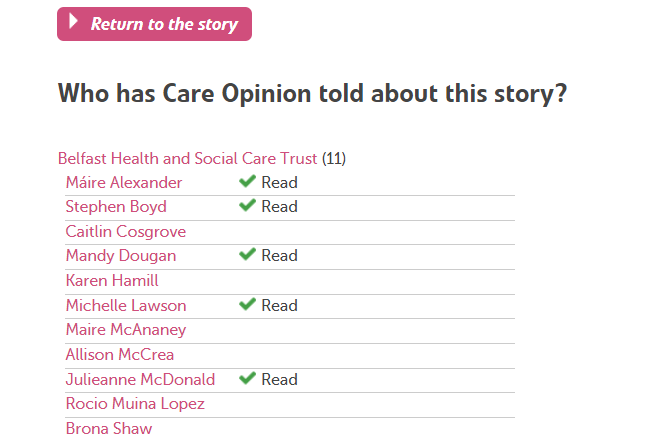 Return to the story
Who has Care Opinion told about this story?
Belfast Health and Social Care Trust (11)
Máire Alexander Read
Stephen Boyd Read
Caitlin Cosgrove
Mandy Dougan Read
Karen Hamill
Michelle Lawson Read
Maire McAnaney
Allison McCrea
Julieanne McDonald Read
Rocio Muina Lopez
Brona Shaw